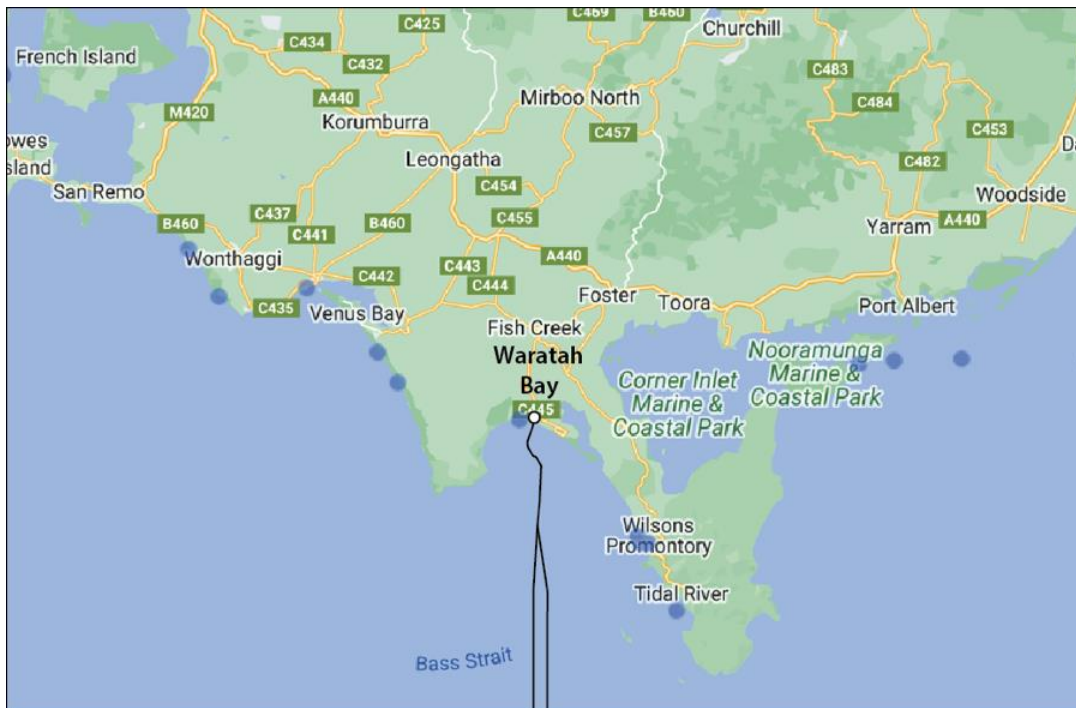 C425
C469
B460
Churchill
C434
French Island
C432
C483
A440
Mirboo North
C484
M420
Korumburra
C457
C453
owes
Leongatha
C482
Da
sland
C454
San Remo
Woodside
C437
C455
B460
B460
Yarram
A440
C441
Wonthaggi
C443
A440
C442
C444
Foster
Toora
Port Albert
C435
Venus Bay
Fish Creek
Waratah
Bay
Nooramunga
Marine &
Coastal Park
Corner Inlet
Marine &
Coastal Park
C445
Wilsons
Promontory
Tidal River
Bass Strait